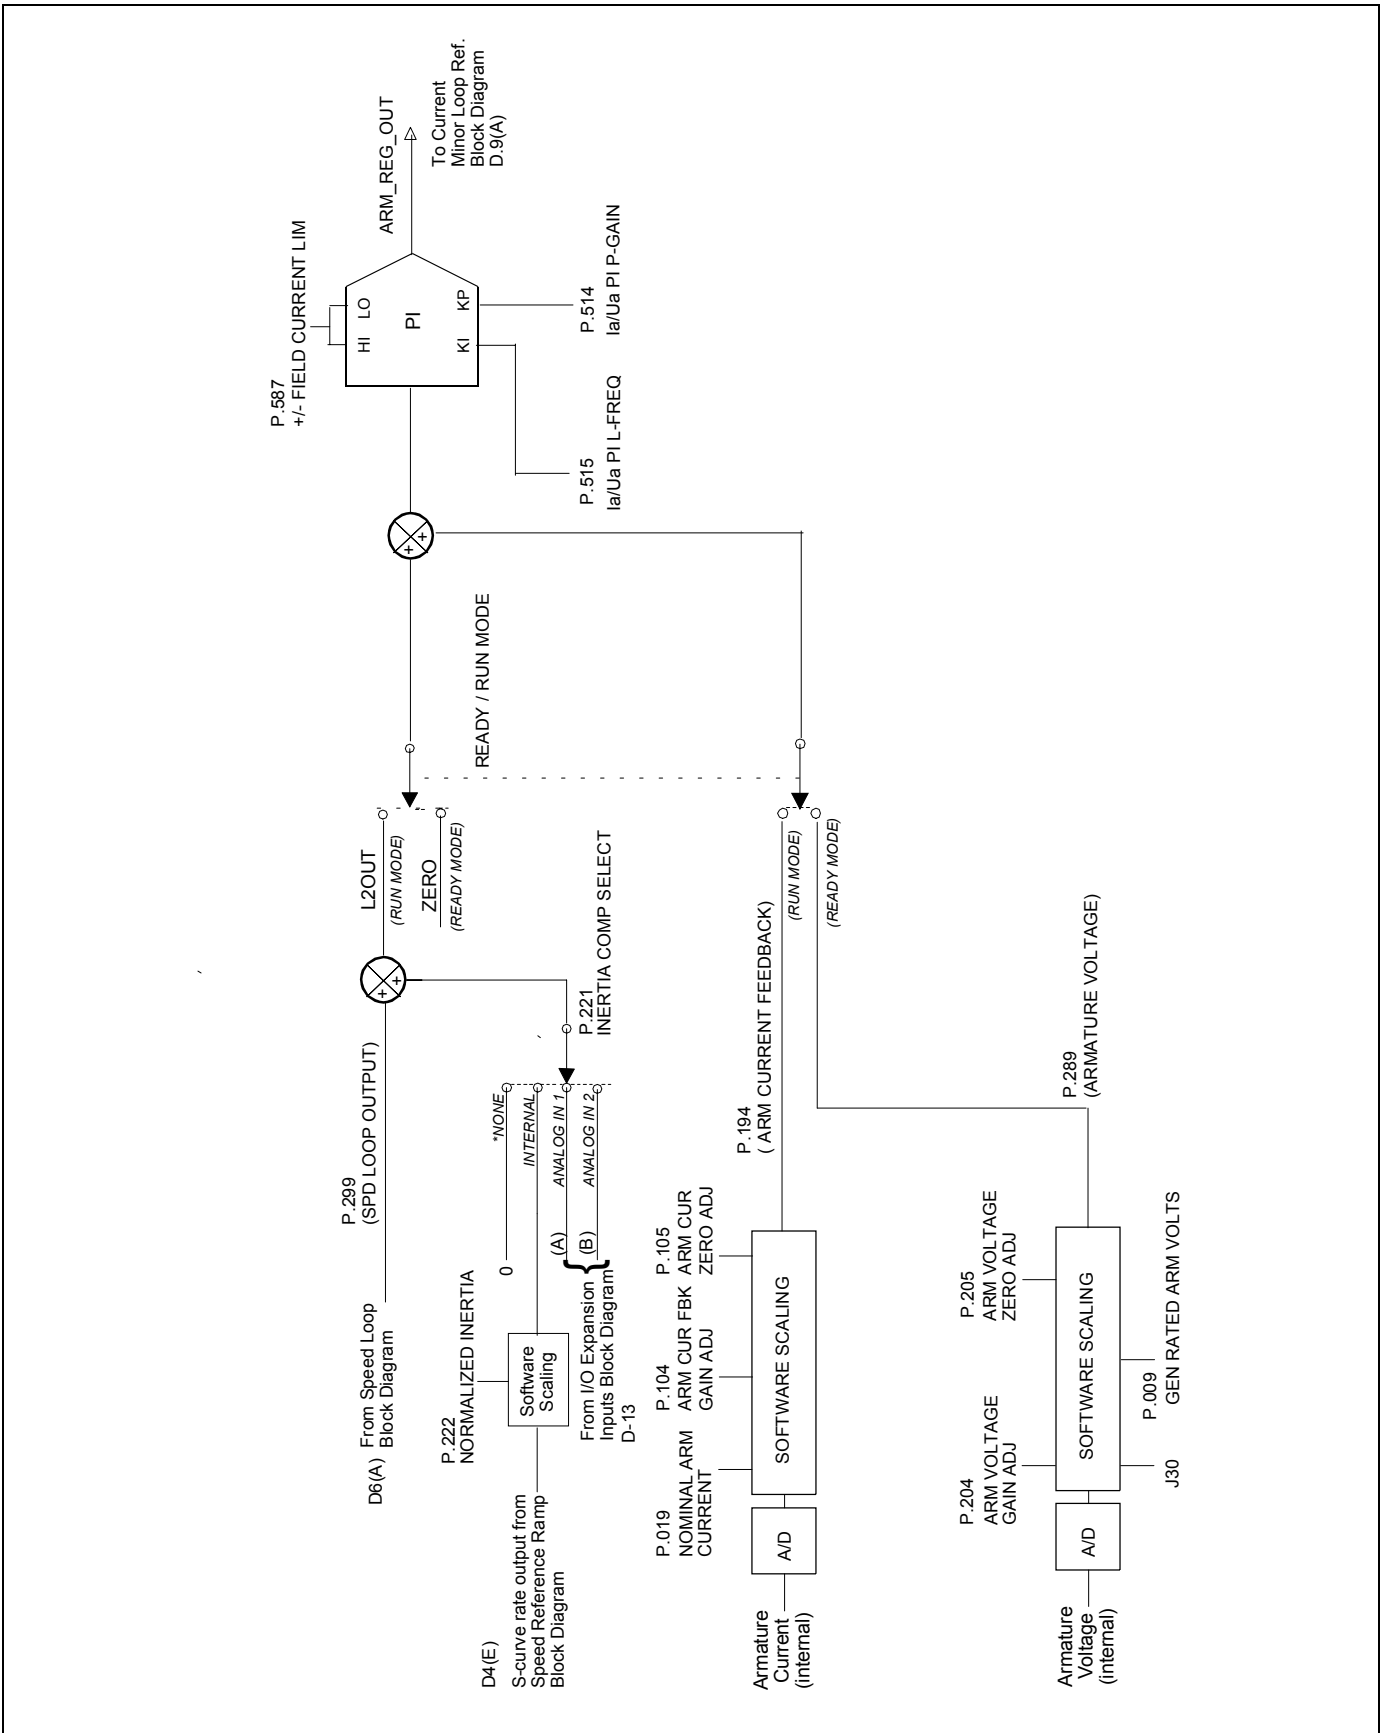 D6(A)
From Speed Loop
Block Diagram
P.299
(SPD LOOP OUTPUT)
+
+
L2OUT
(RUN MODE)
ZERO
(READY MODE)
READY / RUN MODE
+
+
P.587
+/- FIELD CURRENT LIM
HI
LO
PI
KI
KP
ARM_REG_OUT
To Current
Minor Loop Ref.
Block Diagram
D.9(A)
P.515
Ia/Ua PI L-FREQ
P.514
Ia/Ua PI P-GAIN
P.222
NORMALIZED INERTIA
D4(E)
S-curve rate output from
Speed Reference Ramp
Block Diagram
Software
Scaling
0
*NONE
INTERNAL
(A)
ANALOG IN 1
(B)
ANALOG IN 2
From I/O Expansion
Inputs Block Diagram
D-13
P.221
INERTIA COMP SELECT
P.019
NOMINAL ARM
CURRENT
P.104
ARM CUR FBK
GAIN ADJ
P.105
ARM CUR
ZERO ADJ
P.194
( ARM CURRENT FEEDBACK)
(RUN MODE)
(READY MODE)
Armature
Current
(internal)
A/D
SOFTWARE SCALING
P.204
ARM VOLTAGE
GAIN ADJ
P.205
ARM VOLTAGE
ZERO ADJ
P.289
(ARMATURE VOLTAGE)
Armature
Voltage
(internal)
A/D
SOFTWARE SCALING
J30
P.009
GEN RATED ARM VOLTS